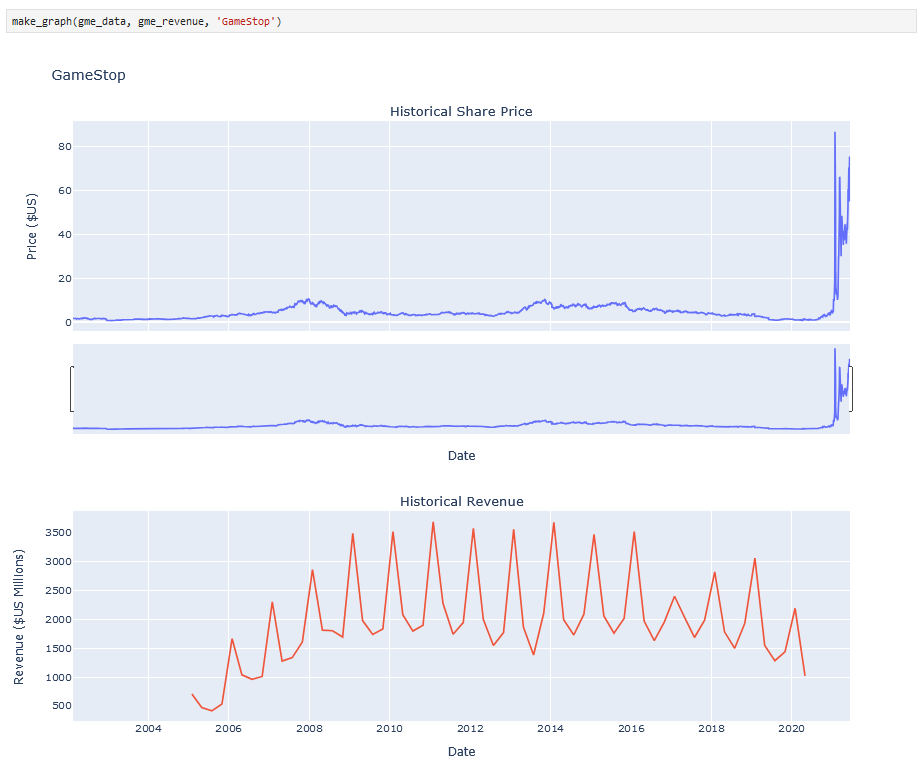 make_graph(gme_data, gme_revenue, 'GameStop')
GameStop
Historical Share Price
80
60
40
20
0
Price ($US)
Date
Historical Revenue
3500
3000
2500
2000
1500
1000
500
Revenue ($US Millions)
2004 2006 2008 2010 2012 2014 2016 2018 2020
Date